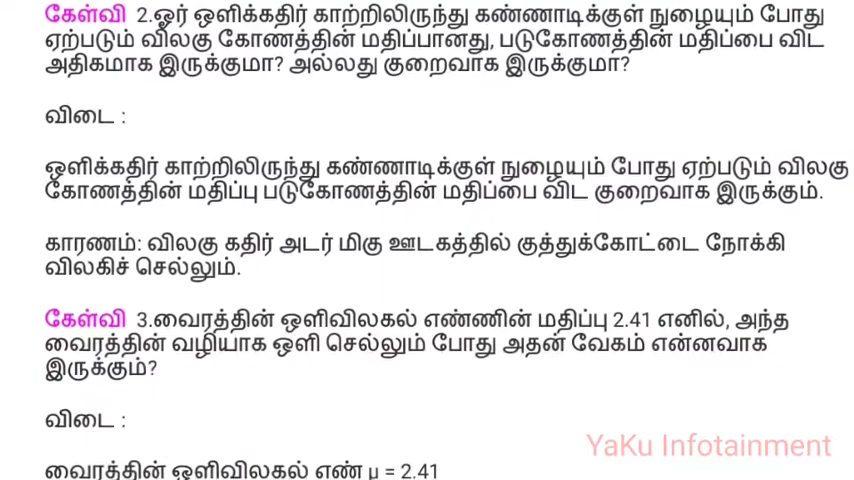 கேள்வி 2.ஓர் ஒளிக்கதிர் காற்றிலிருந்து கண்ணாடிக்குள் நுழையும் போது
ஏற்படும் விலகு கோணத்தின் மதிப்பானது, படுகோணத்தின் மதிப்பை விட
அதிகமாக இருக்குமா? அல்லது குறைவாக இருக்குமா?
விடை :
ஒளிக்கதிர் காற்றிலிருந்து கண்ணாடிக்குள் நுழையும் போது ஏற்படும் விலகு
கோணத்தின் மதிப்பு படுகோணத்தின் மதிப்பை விட குறைவாக இருக்கும்.
காரணம்: விலகு கதிர் அடர் மிகு ஊடகத்தில் குத்துக்கோட்டை நோக்கி
விலகிச் செல்லும்.
கேள்வி 3.வைரத்தின் ஒளிவிலகல் எண்ணின் மதிப்பு 2.41 எனில், அந்த
வைரத்தின் வழியாக ஒளி செல்லும் போது அதன் வேகம் என்னவாக
இருக்கும்?
விடை :
YaKu Infotainment
வைரத்தின் ஒளிவிலகல் எண் μ = 2.41